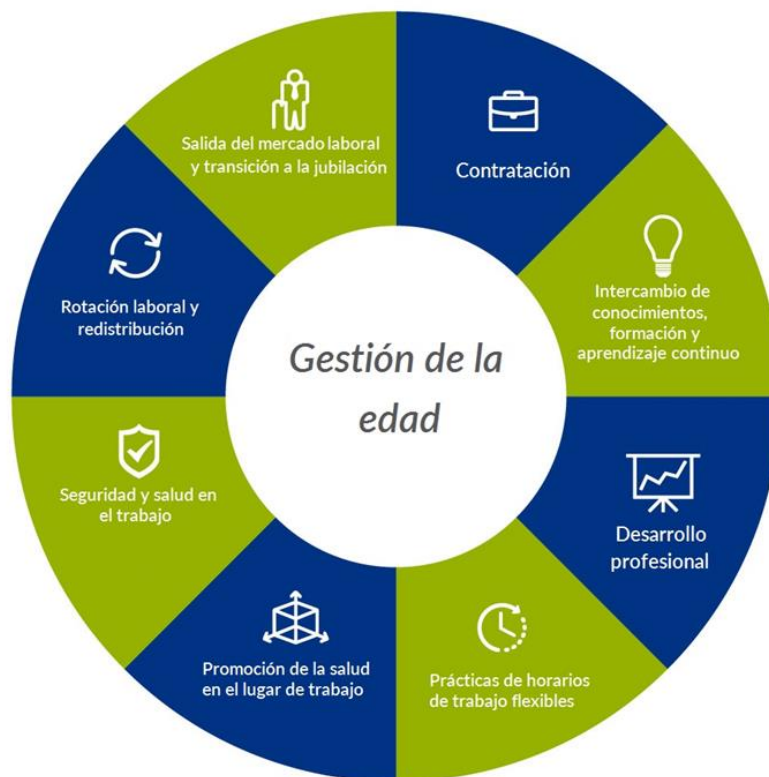 Gestión de la
edad
Contratación
Intercambio de
conocimientos,
formación y
aprendizaje continuo
Desarrollo
profesional
Prácticas de horarios
de trabajo flexibles
Promoción de la salud
en el lugar de trabajo
Seguridad y salud en
el trabajo
Rotación laboral y
redistribución
Salida del mercado laboral
y transición a la jubilación